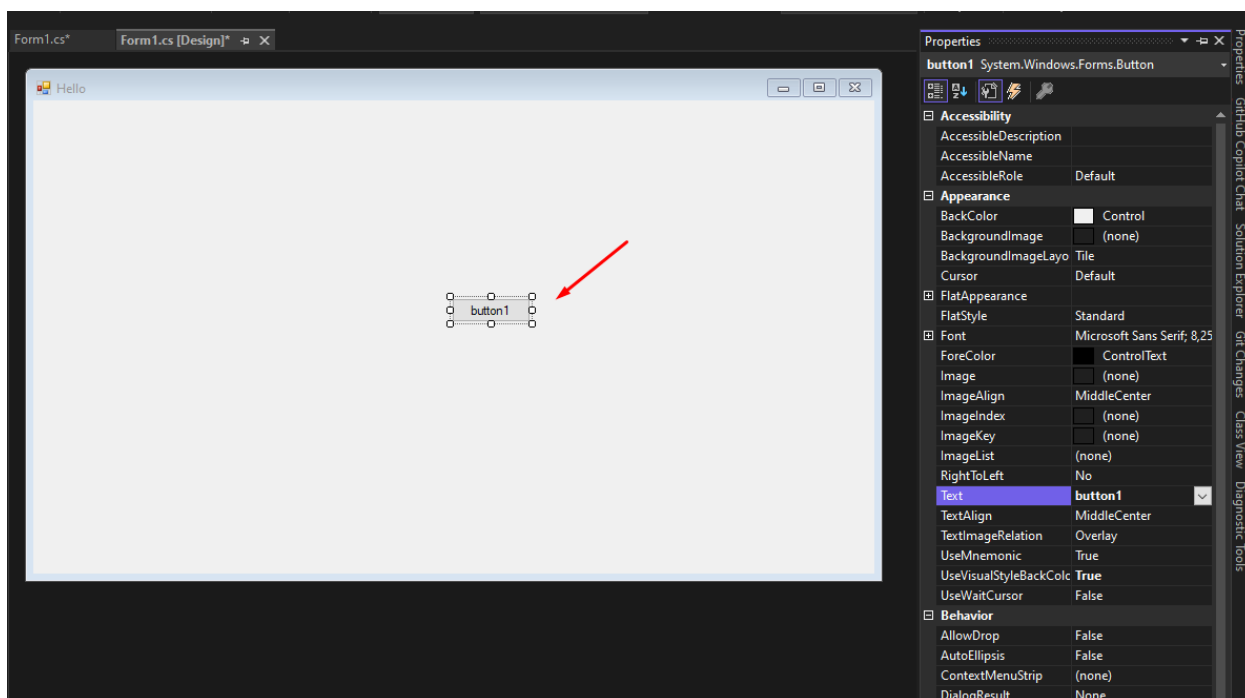 Form1.cs*
Form1.cs [Design]*
Hello
button1
Properties
button1 System.Windows.Forms.Button
Accessibility
AccessibleDescription
AccessibleName
AccessibleRole Default
Appearance
BackColor Control
BackgroundImage (none)
BackgroundImageLayo Tile
Cursor Default
FlatAppearance
FlatStyle Standard
Font Microsoft Sans Serif; 8,25
ForeColor ControlText
Image (none)
ImageAlign MiddleCenter
ImageIndex (none)
ImageKey (none)
ImageList (none)
RightToLeft No
Text button1
TextAlign MiddleCenter
TextImageRelation Overlay
UseMnemonic True
UseVisualStyleBackColc True
UseWaitCursor False
Behavior
AllowDrop False
AutoEllipsis False
ContextMenuStrip (none)
DialogResult None
Properties
GitHub Copilot Chat
Solution Explorer
Git Changes
Class View
Diagnostic Tools